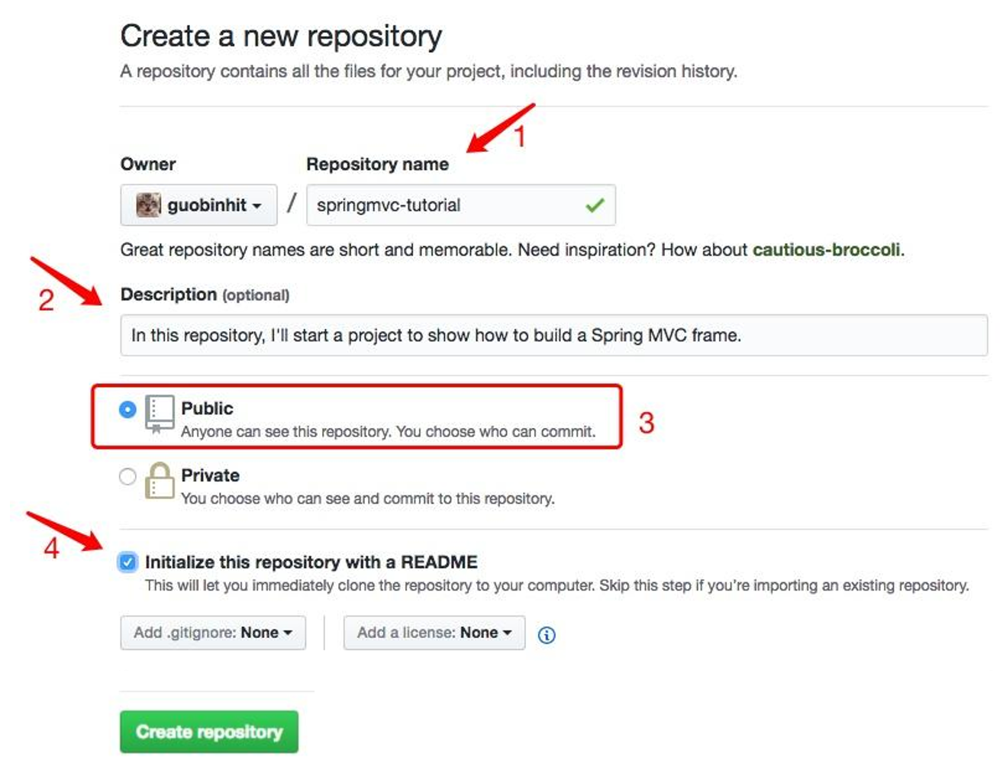 Create a new repository
A repository contains all the files for your project, including the revision history.
1
Owner
Repository name
guobinhit / springmvc-tutorial
Great repository names are short and memorable. Need inspiration? How about cautious-broccoli.
2
Description (optional)
In this repository, I'll start a project to show how to build a Spring MVC frame.
Public
Anyone can see this repository. You choose who can commit.
3
Private
You choose who can see and commit to this repository.
4
Initialize this repository with a README
This will let you immediately clone the repository to your computer. Skip this step if you’re importing an existing repository.
Add .gitignore: None
Add a license: None
Create repository